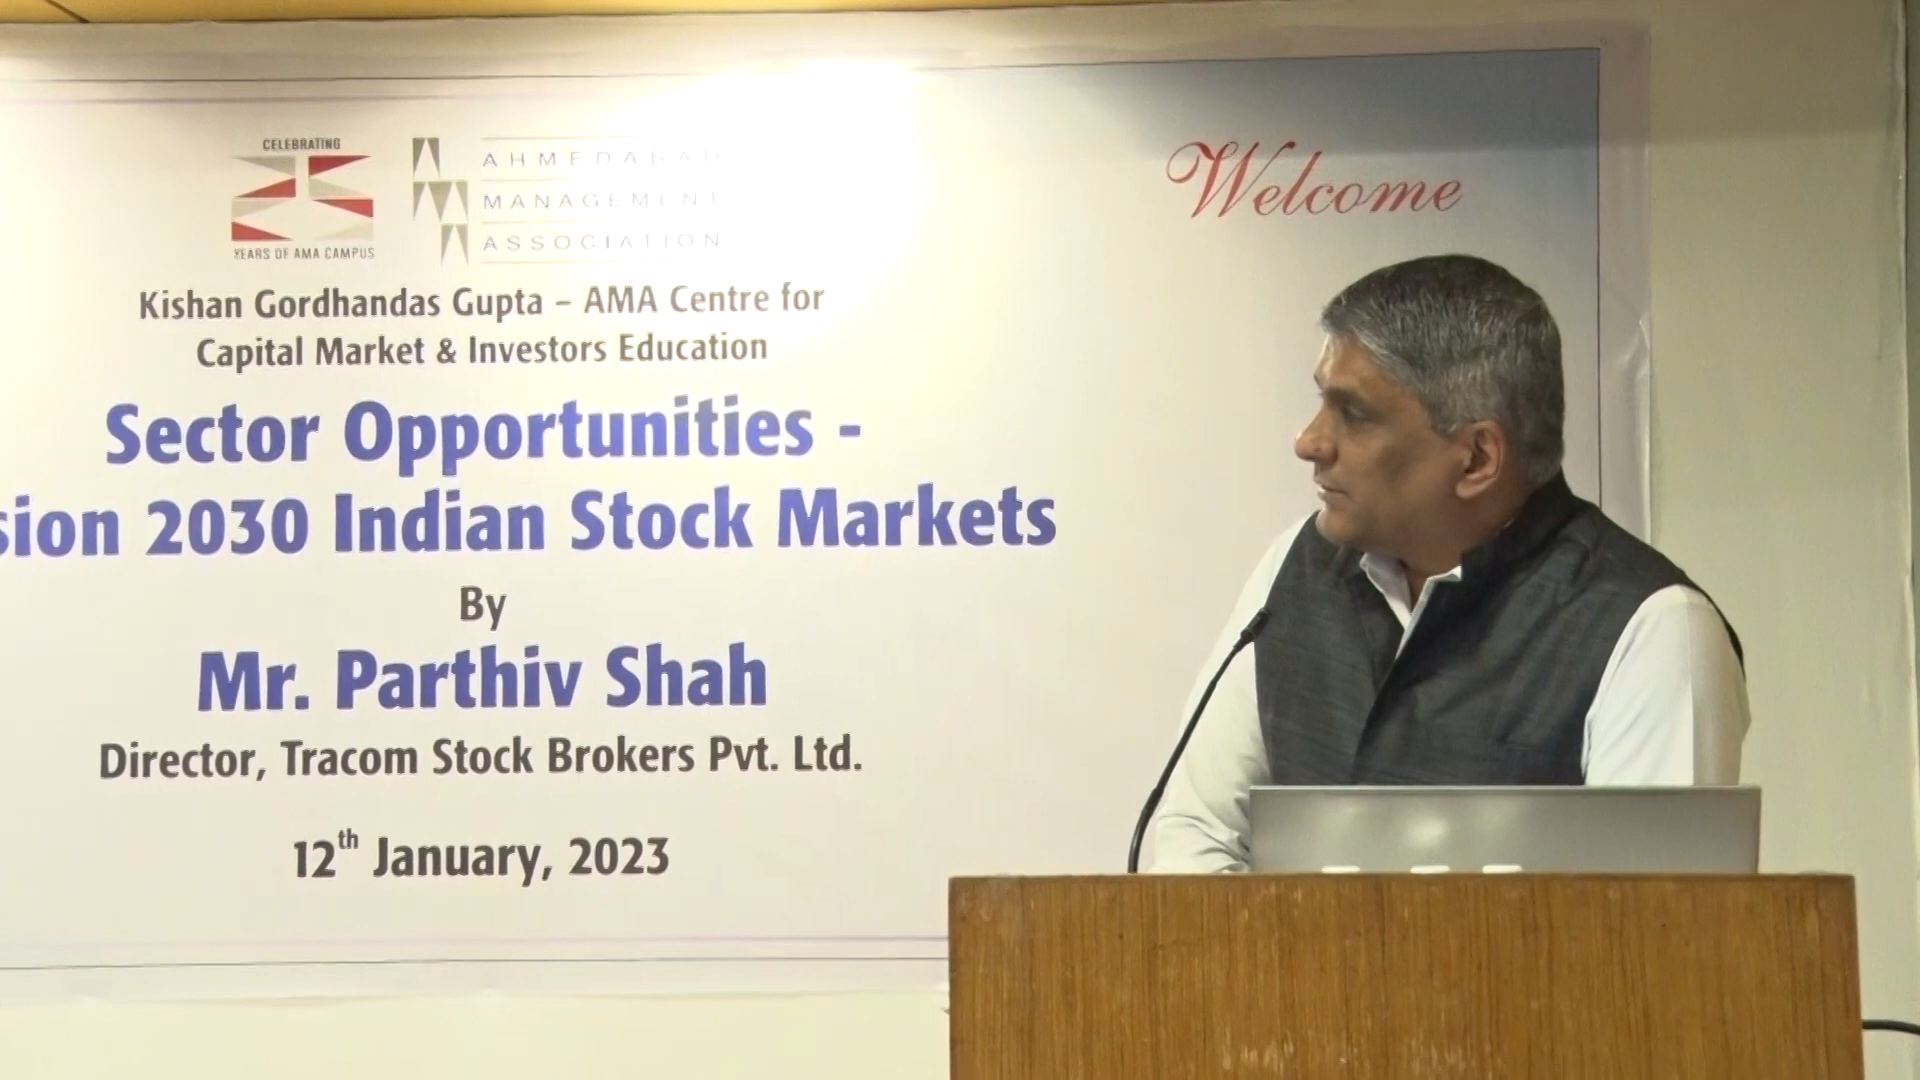 CELEBRATING
YEARS OF AMA CAMPUS
AHMEDABAD
MANAGEMENT
ASSOCIATION
Welcome
Kishan Gordhandas Gupta – AMA Centre for
Capital Market & Investors Education
Sector Opportunities -
sion 2030 Indian Stock Markets
By
Mr. Parthiv Shah
Director, Tracom Stock Brokers Pvt. Ltd.
12th January, 2023